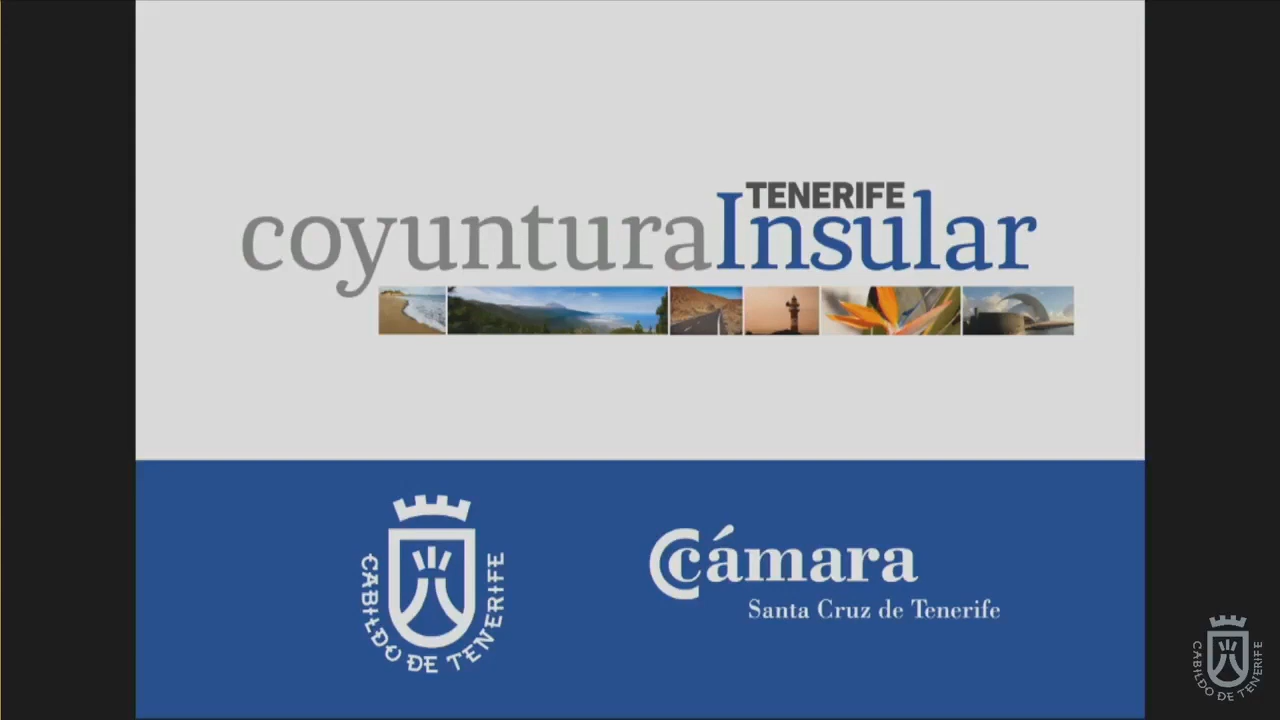 TENERIFE
coyunturaInsular
CABILDO DE TENERIFE
cámara
Santa Cruz de Tenerife
CABILDO DE TENERIFE